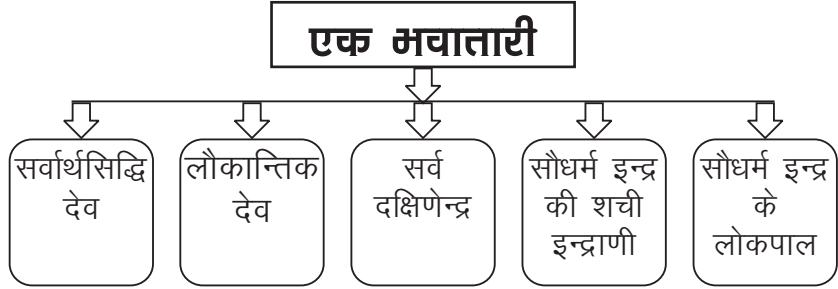 एक भवातारी
सर्वार्थसिद्धि
देव
लौकान्तिक
देव
सर्व
दक्षिणेन्द्र
सौधर्म इन्द्र
की शची
इन्द्राणी
सौधर्म इन्द्र
के
लोकपाल